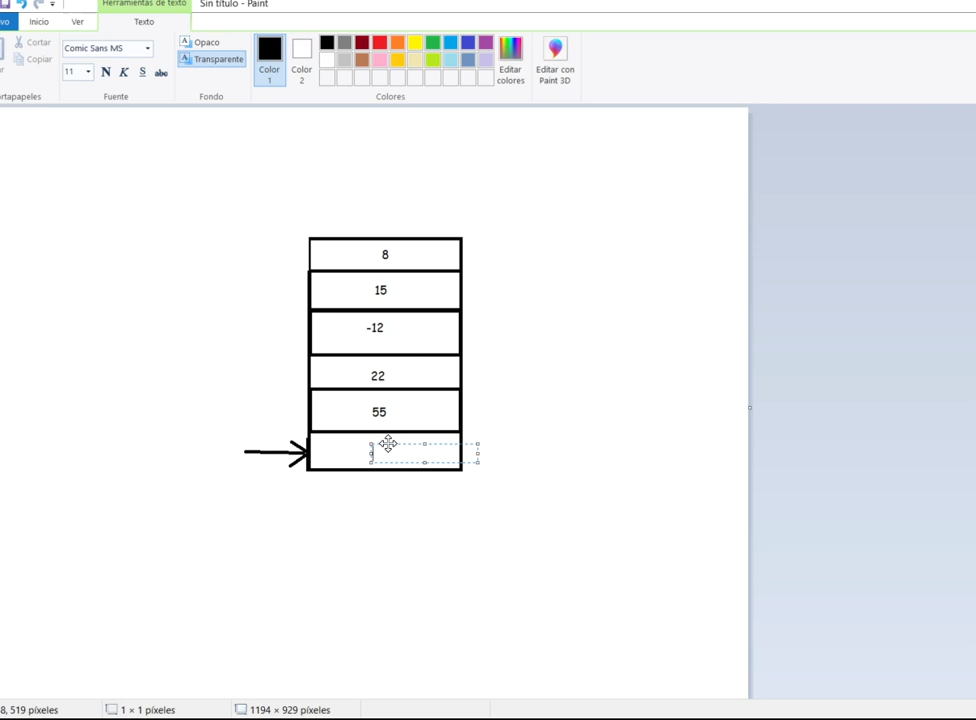 Herramientas de texto
Sin título - Paint
Inicio
Ver
Texto
Cortar
Copiar
Comic Sans MS
11
N K S abc
Fuente
A Opaco
A Transparente
Fondo
Color
1
Color
2
Editar
colores
Editar con
Paint 3D
Colores
8
15
-12
22
55
8, 519 píxeles
1 × 1 píxeles
1194 × 929 píxeles